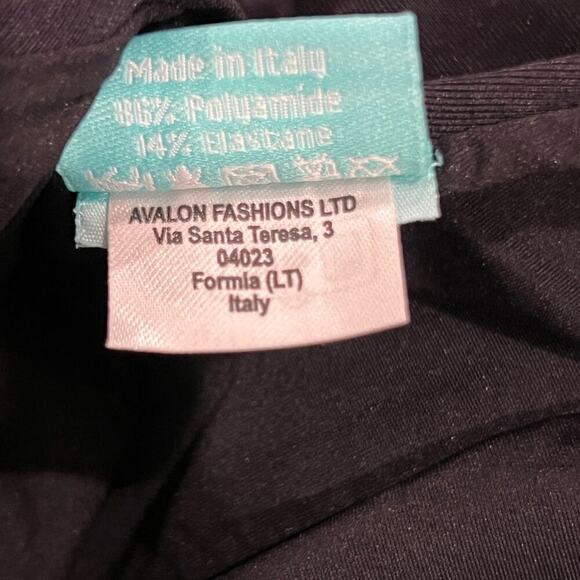 Made in Italy
86% Polyamide
14% Elastane
AVALON FASHIONS LTD
Via Santa Teresa, 3
04023
Formia (LT)
Italy